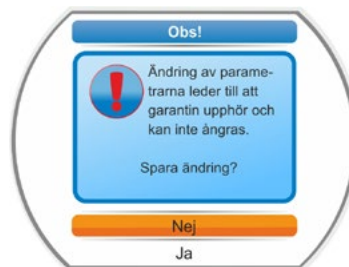 Obs!
Ändring av parame-
trarna leder till att
garantin upphör och
kan inte ångras.
Spara ändring?
Nej
Ja